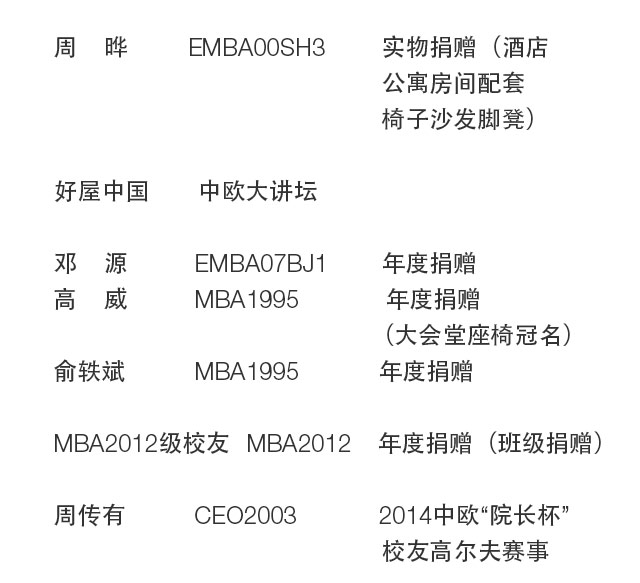 周 晔 EMBA00SH3 实物捐赠（酒店
公寓房间配套
椅子沙发脚凳）
好屋中国 中欧大讲坛
邓 源 EMBA07BJ1 年度捐赠
高 威 MBA1995 年度捐赠
（大会堂座椅冠名）
俞轶斌 MBA1995 年度捐赠
MBA2012级校友 MBA2012 年度捐赠（班级捐赠）
周传有 CEO2003 2014中欧“院长杯”
校友高尔夫赛事